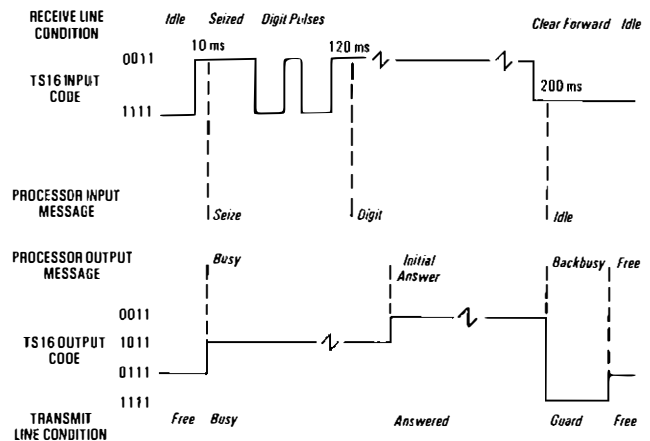 RECEIVE LINE CONDITION Idle Seized Digit Pulses Clear Forward Idle
10 ms 120 ms
0011
TS16 INPUT CODE 200 ms
1111
PROCESSOR INPUT MESSAGE Seize Digit Idle
PROCESSOR OUTPUT MESSAGE Busy Initial Answer Backbusy Free
0011
TS16 OUTPUT CODE 1011
0111
1111
TRANSMIT LINE CONDITION Free Busy Answered Guard Free